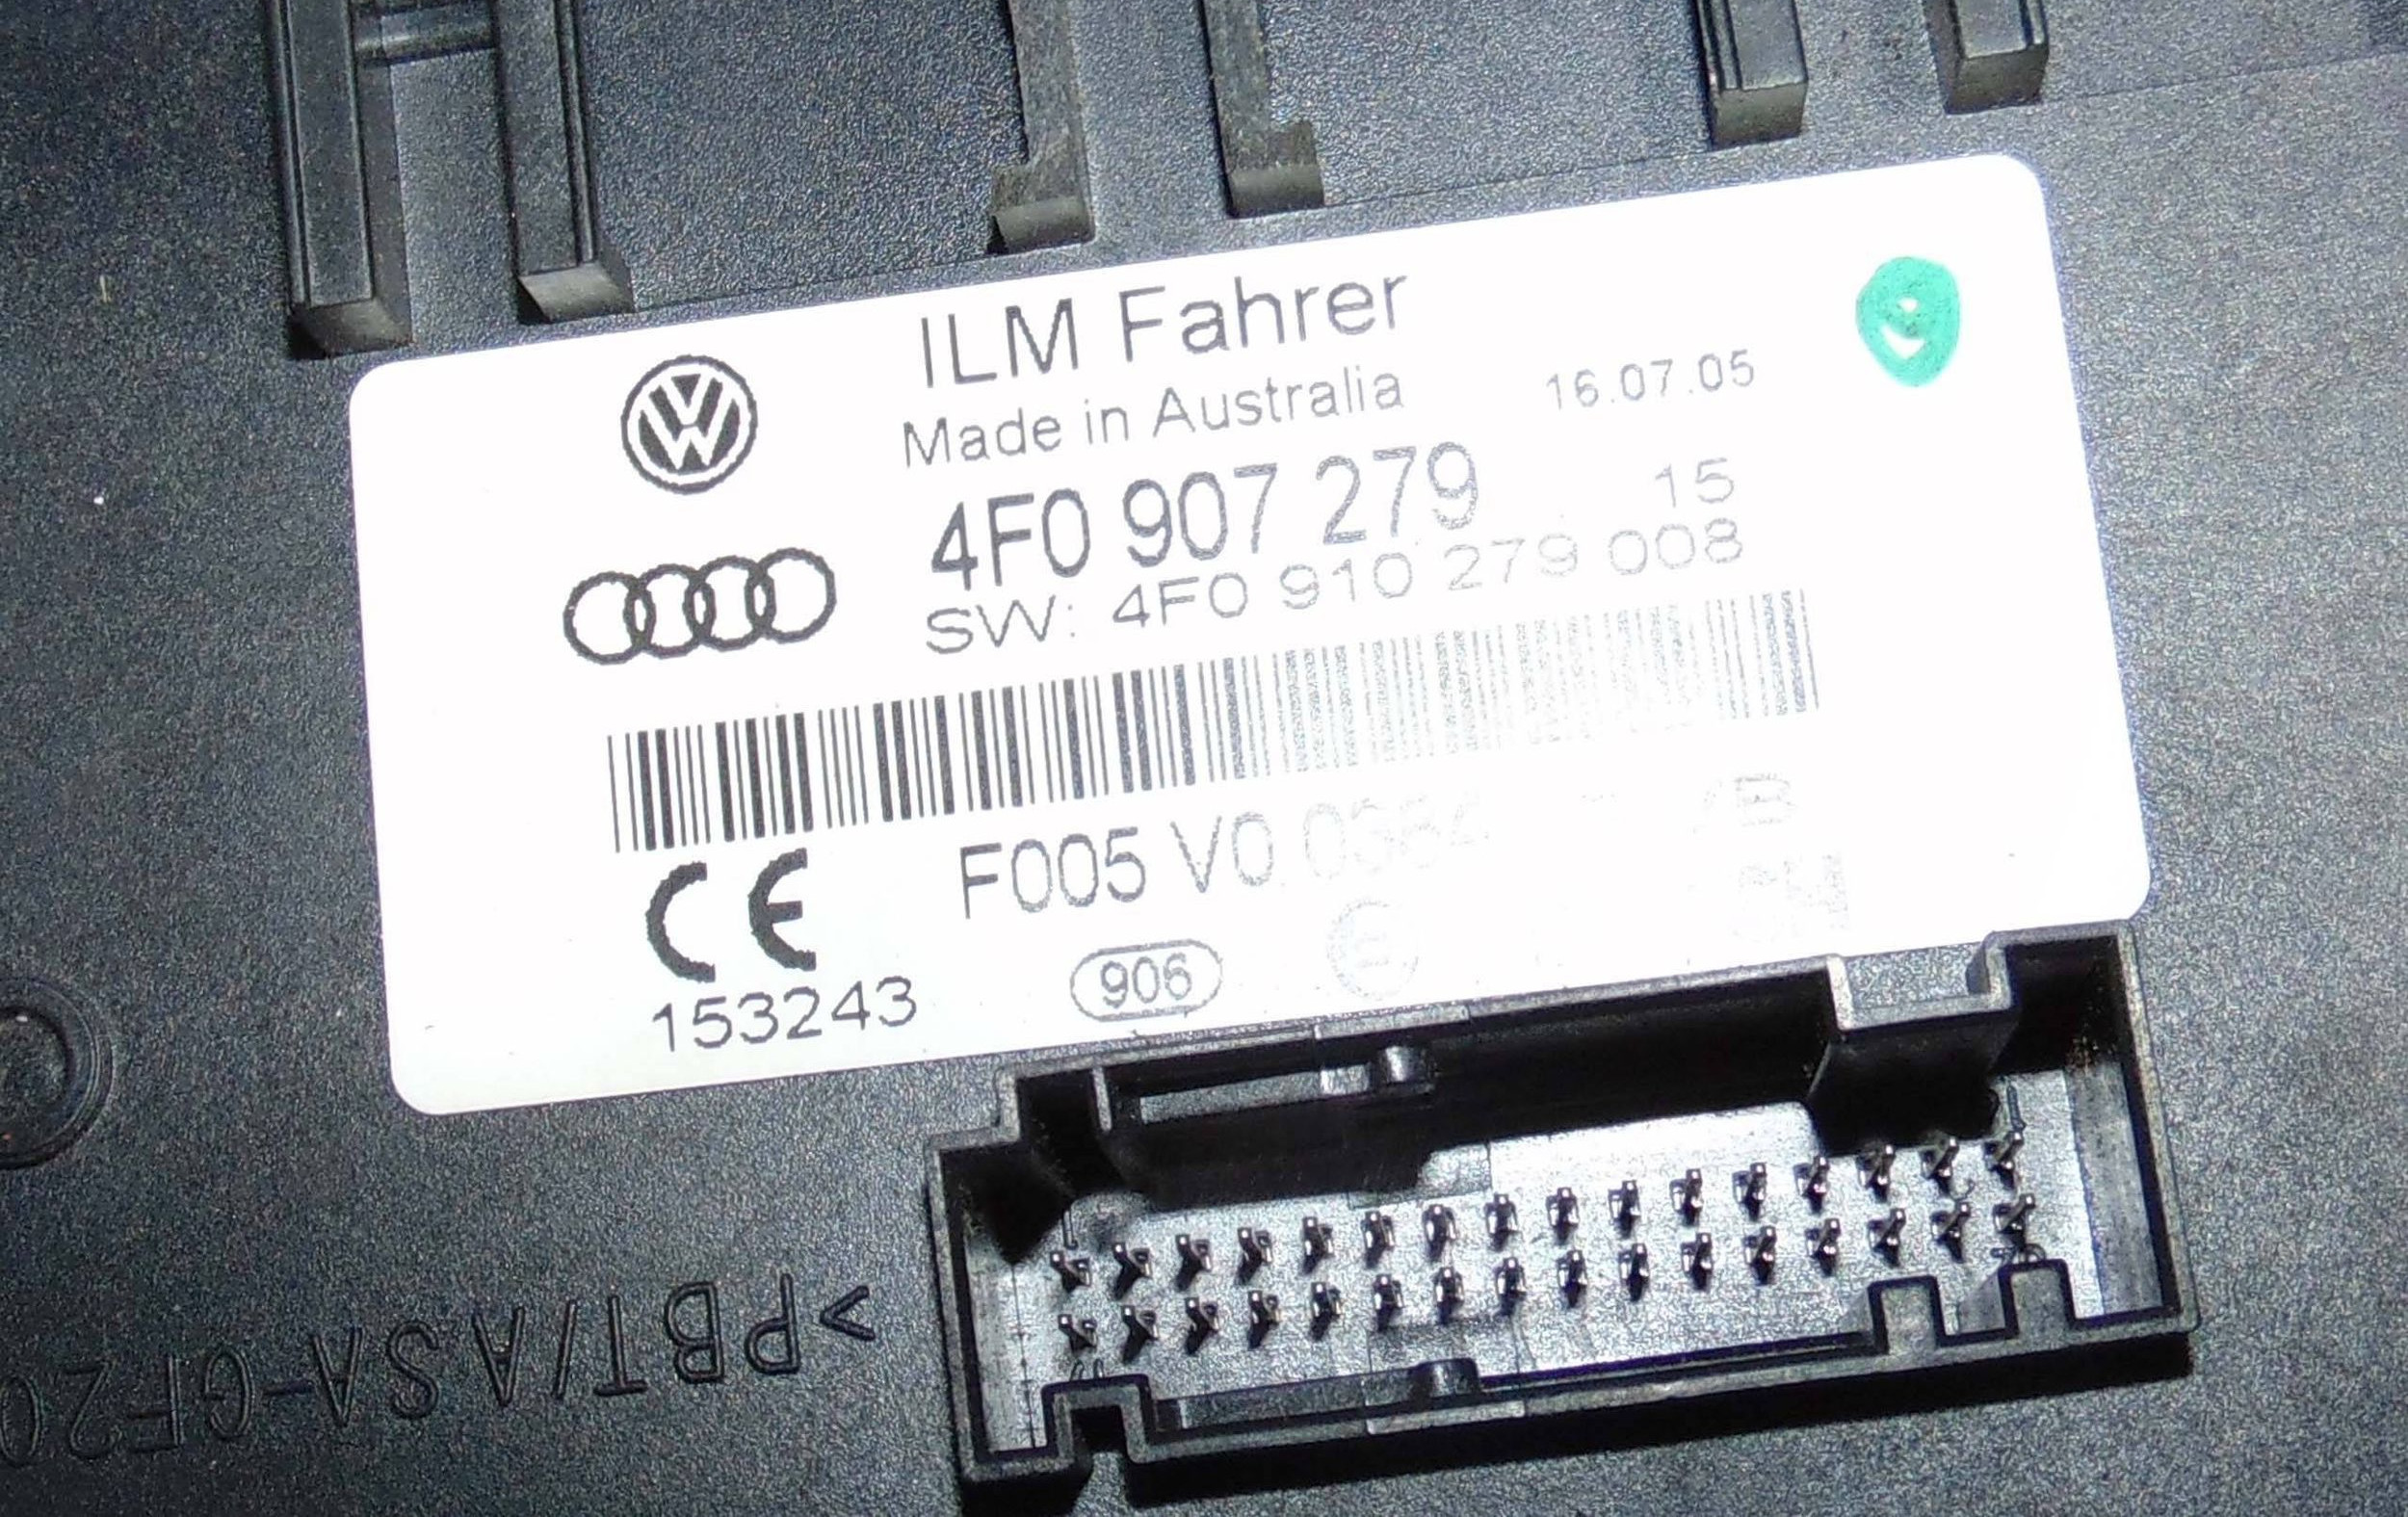 ILM Fahrer
Made in Australia 16.07.05
4F0 907 279 15
SW: 4F0 910 279 008
F005 V0
153243 906
>PBT/ASA-GF20